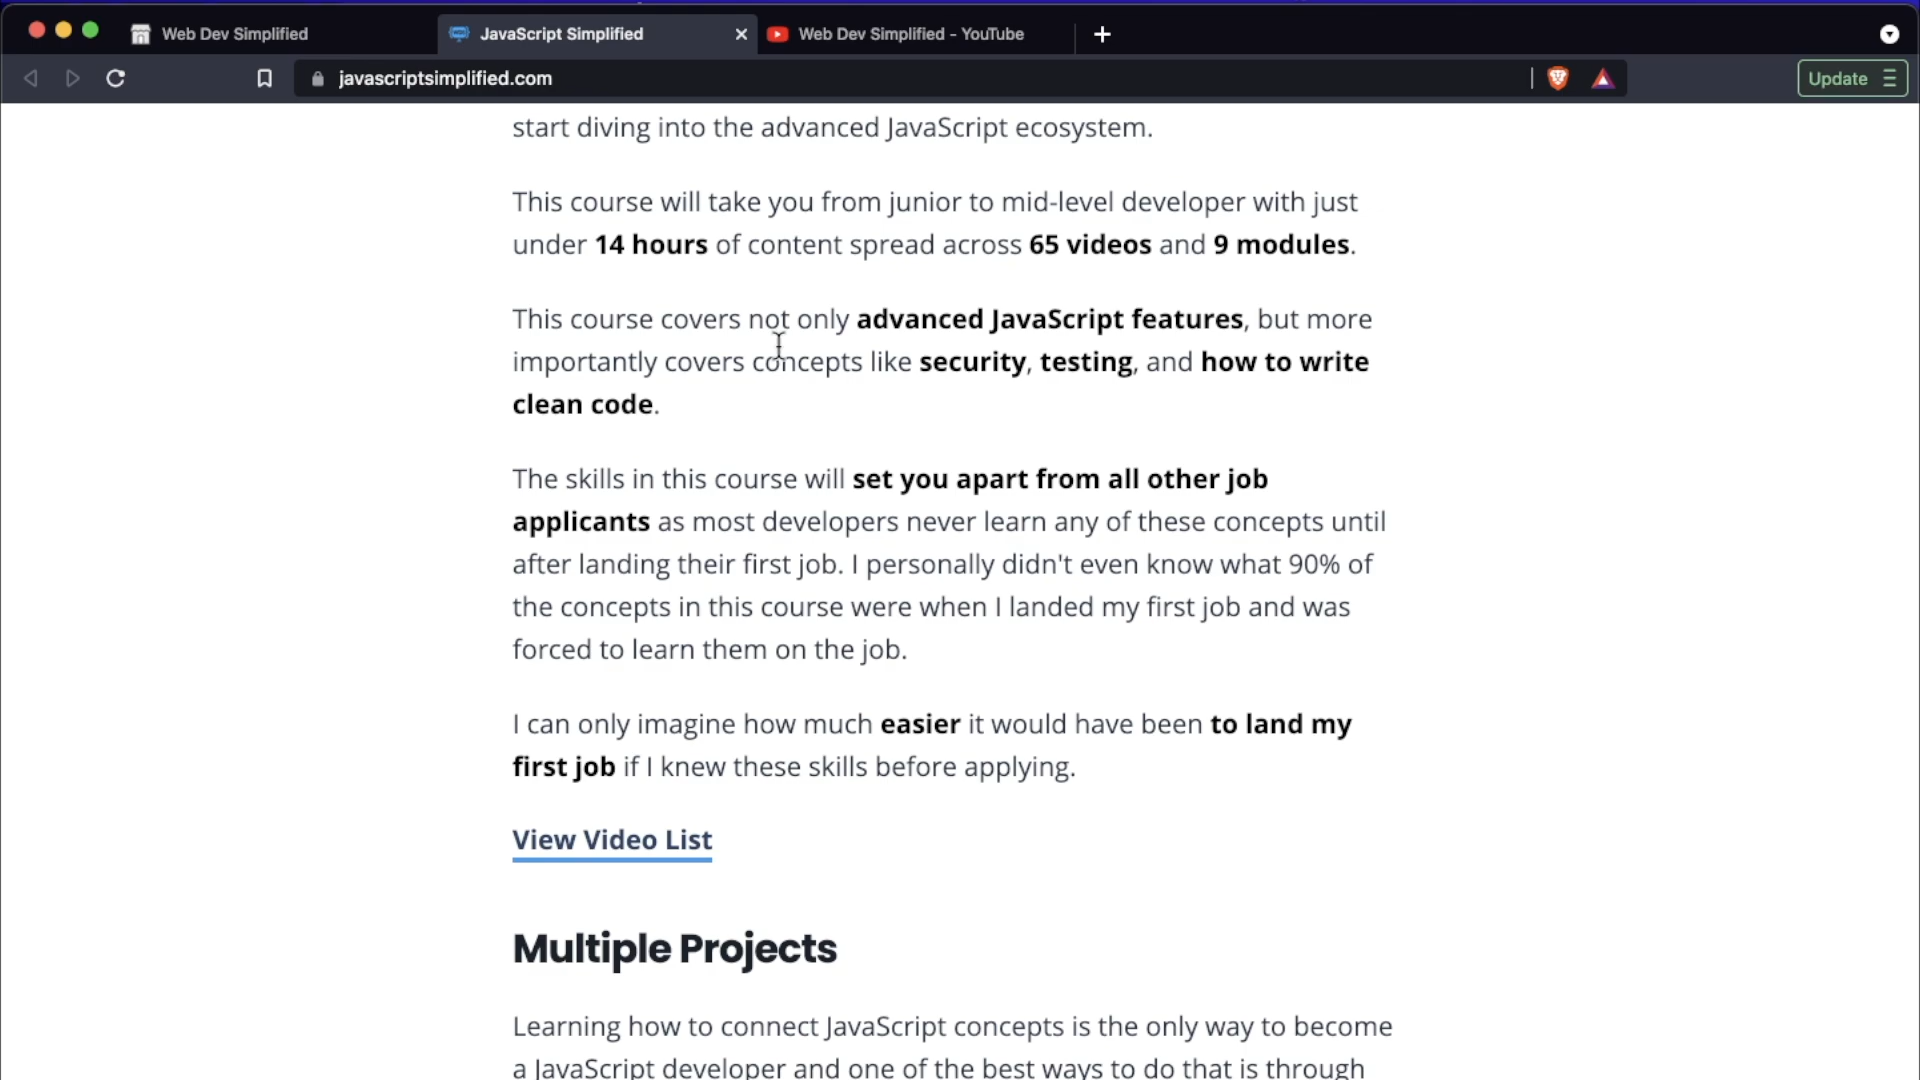 Web Dev Simplified
JavaScript Simplified
Web Dev Simplified - YouTube
javascriptsimplified.com
Update
start diving into the advanced JavaScript ecosystem.
This course will take you from junior to mid-level developer with just
under 14 hours of content spread across 65 videos and 9 modules.
This course covers not only advanced JavaScript features, but more
importantly covers concepts like security, testing, and how to write
clean code.
The skills in this course will set you apart from all other job
applicants as most developers never learn any of these concepts until
after landing their first job. I personally didn't even know what 90% of
the concepts in this course were when I landed my first job and was
forced to learn them on the job.
I can only imagine how much easier it would have been to land my
first job if I knew these skills before applying.
View Video List
Multiple Projects
Learning how to connect JavaScript concepts is the only way to become
a JavaScript developer and one of the best ways to do that is through